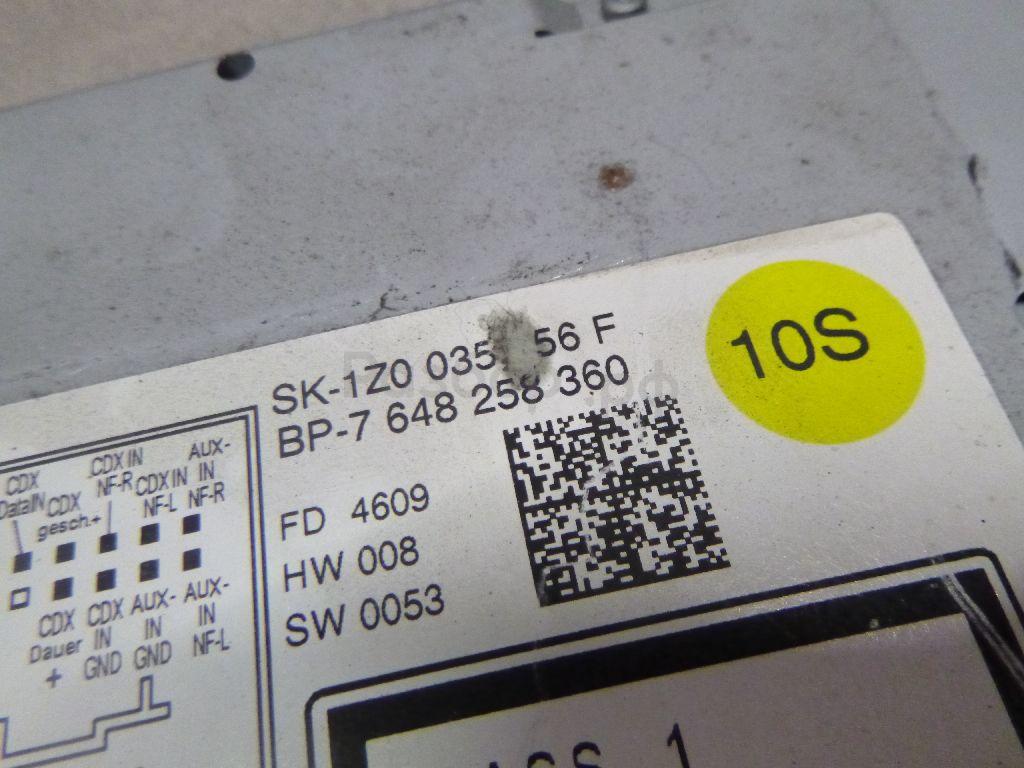 SK-1Z0 035 56 F
BP-7 648 258 360
10S
FD 4609
HW 008
SW 0053
CDX DataIN
CDX gesch.+
CDX IN NF-R
CDX IN NF-L
AUX-IN NF-R
CDX Dauer +
CDX IN GND
AUX-IN GND
AUX-IN NF-L
1